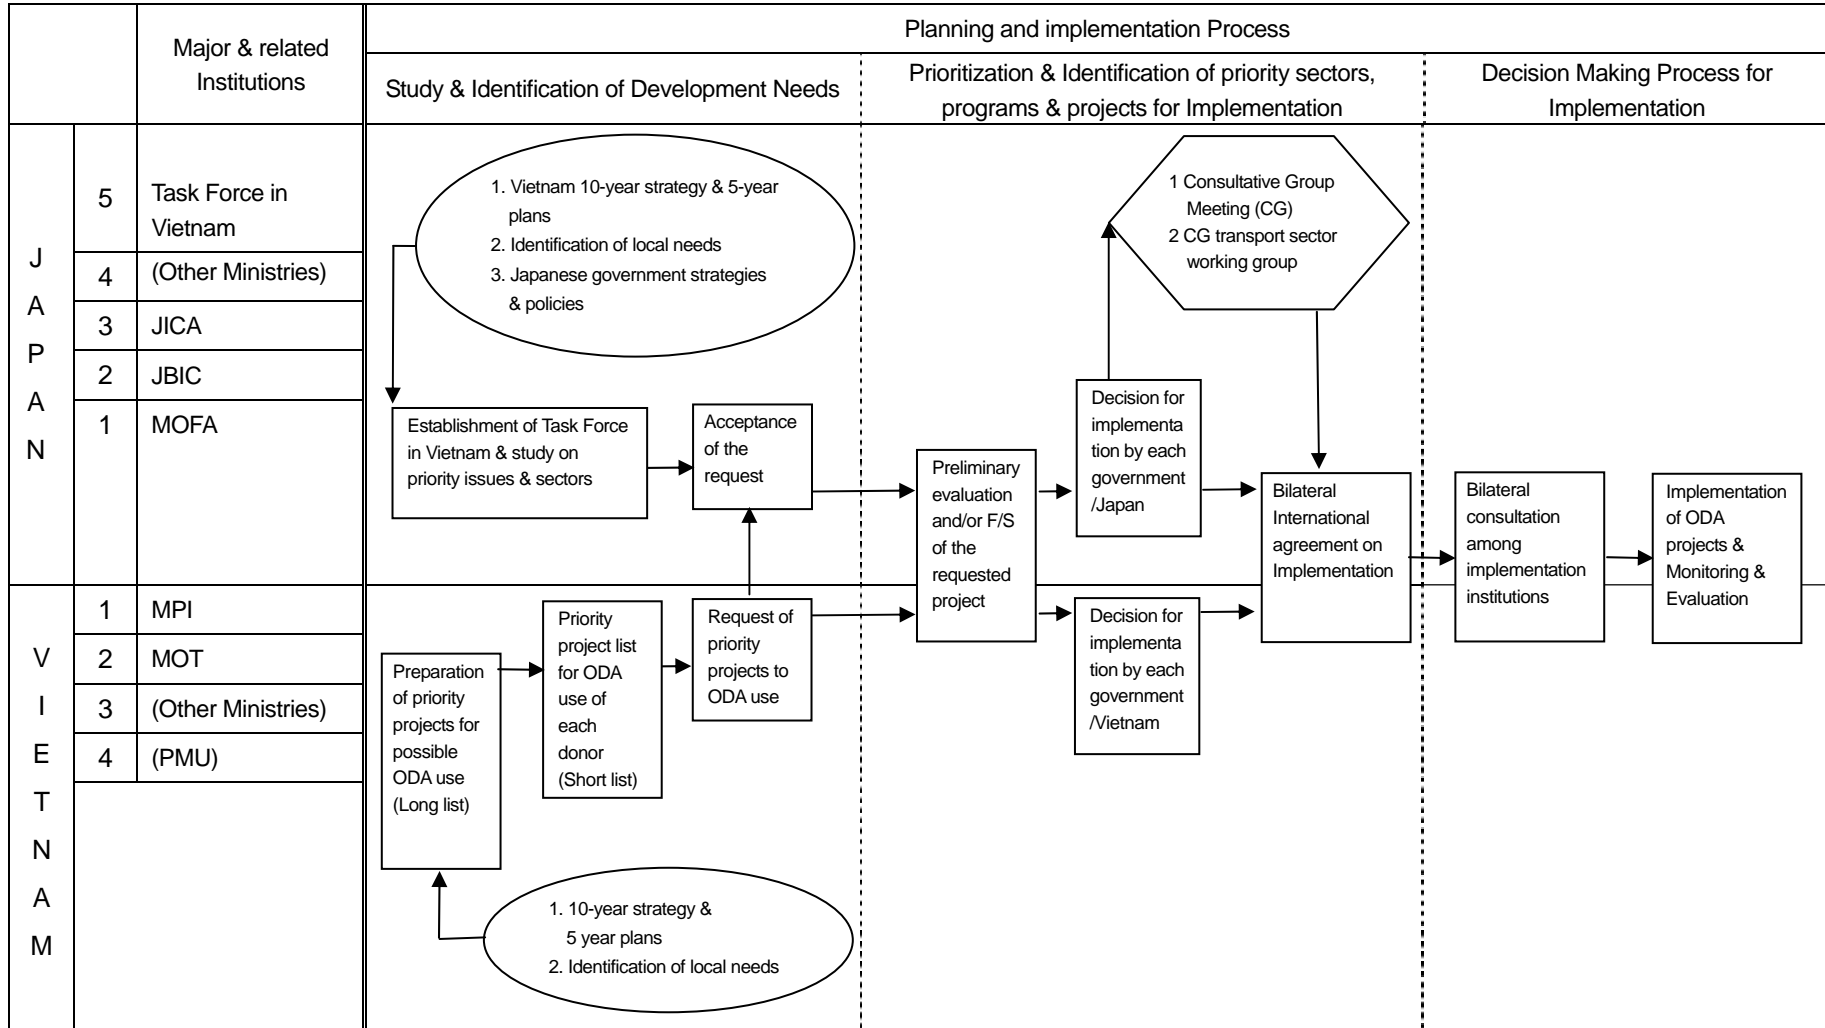 Major & related
Institutions
Planning and implementation Process
Study & Identification of Development Needs
Prioritization & Identification of priority sectors,
programs & projects for Implementation
Decision Making Process for
Implementation
J
A
P
A
N
5
Task Force in
Vietnam
4
(Other Ministries)
3
JICA
2
JBIC
1
MOFA
1. Vietnam 10-year strategy & 5-year
plans
2. Identification of local needs
3. Japanese government strategies
& policies
1 Consultative Group
Meeting (CG)
2 CG transport sector
working group
Establishment of Task Force
in Vietnam & study on
priority issues & sectors
Acceptance
of the
request
Preliminary
evaluation
and/or F/S
of the
requested
project
Decision for
implementa
tion by each
government
/Japan
Bilateral
International
agreement on
Implementation
Bilateral
consultation
among
implementation
institutions
Implementation
of ODA
projects &
Monitoring &
Evaluation
V
I
E
T
N
A
M
1
MPI
2
MOT
3
(Other Ministries)
4
(PMU)
Preparation
of priority
projects for
possible
ODA use
(Long list)
Priority
project list
for ODA
use of
each
donor
(Short list)
Request of
priority
projects to
ODA use
Decision for
implementa
tion by each
government
/Vietnam
1. 10-year strategy &
5 year plans
2. Identification of local needs